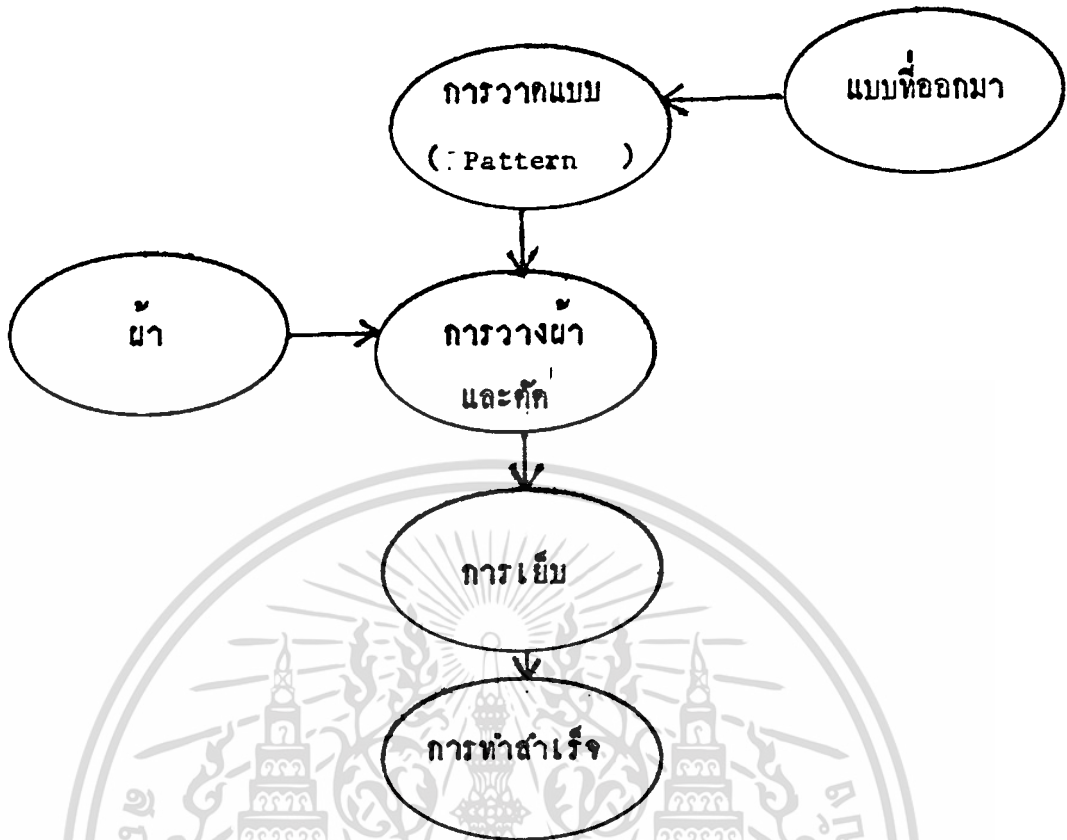 แบบที่ออกมา
การวาดแบบ
( Pattern )
ผ้า
การวางผ้า
และตัด
การเย็บ
การทำสำเร็จ